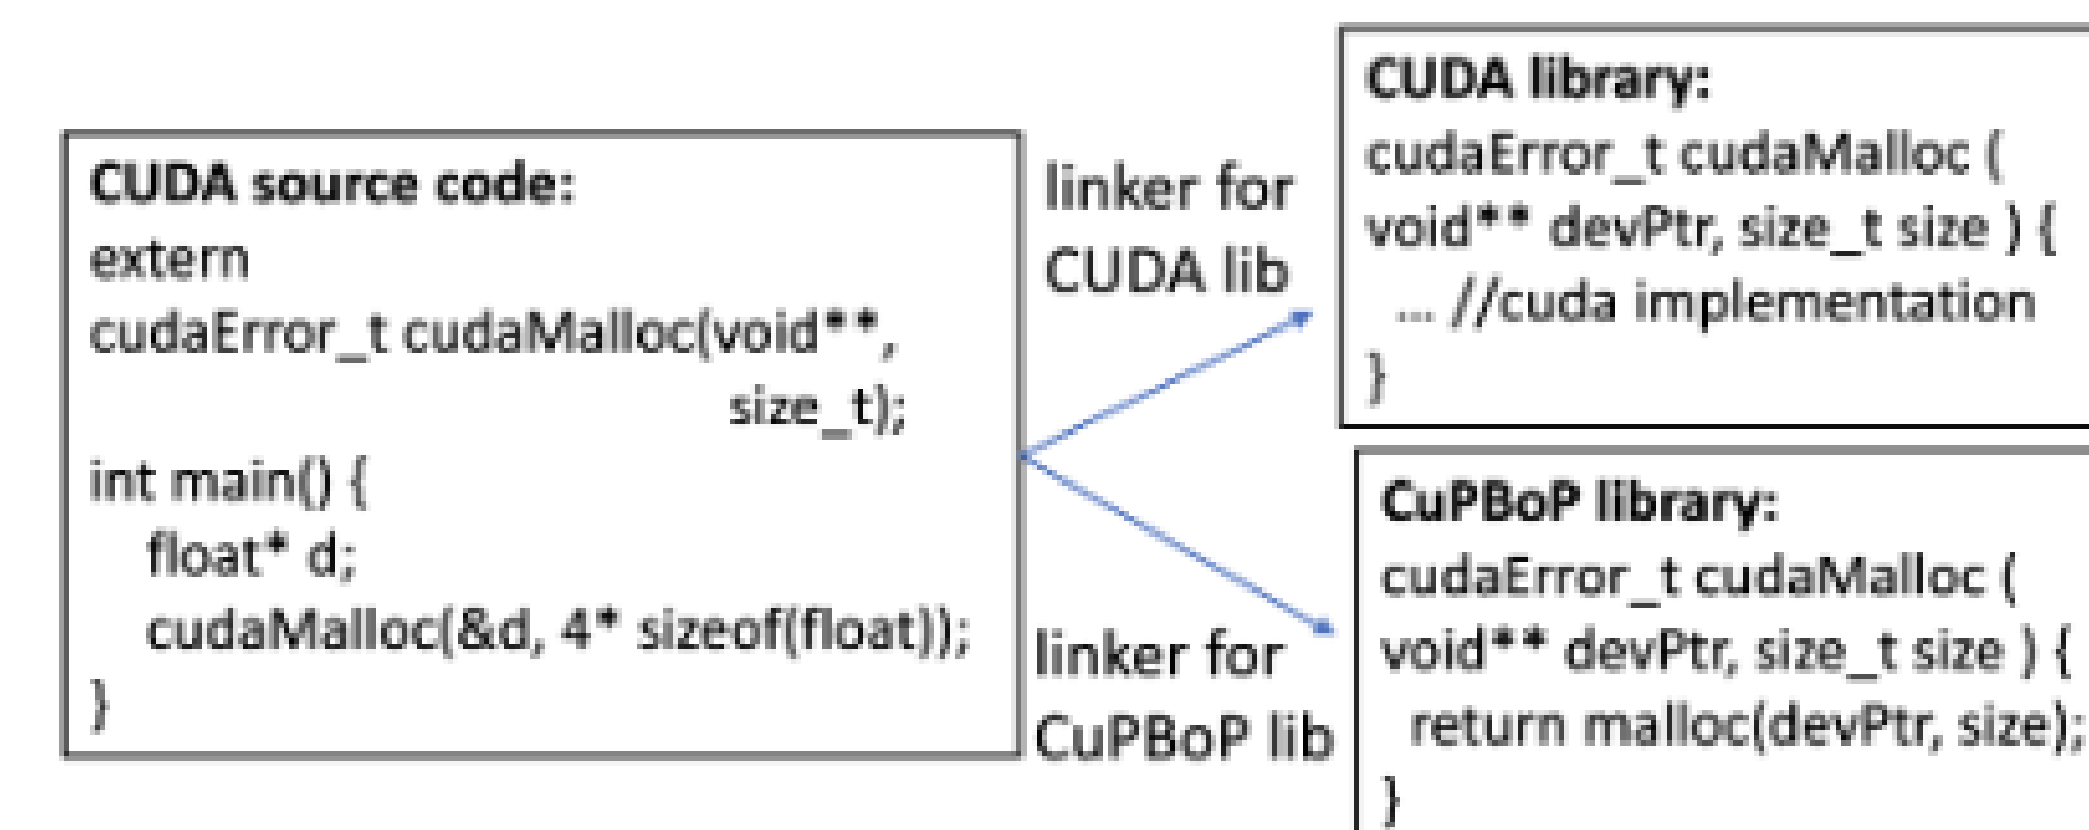 CUDA source code:
extern
cudaError_t cudaMalloc(void**,
size_t);
int main() {
float* d;
cudaMalloc(&d, 4* sizeof(float));
}
linker for
CUDA lib
linker for
CuPBoP lib
CUDA library:
cudaError_t cudaMalloc (
void** devPtr, size_t size ) {
... //cuda implementation
}
CuPBoP library:
cudaError_t cudaMalloc (
void** devPtr, size_t size ) {
return malloc(devPtr, size);
}